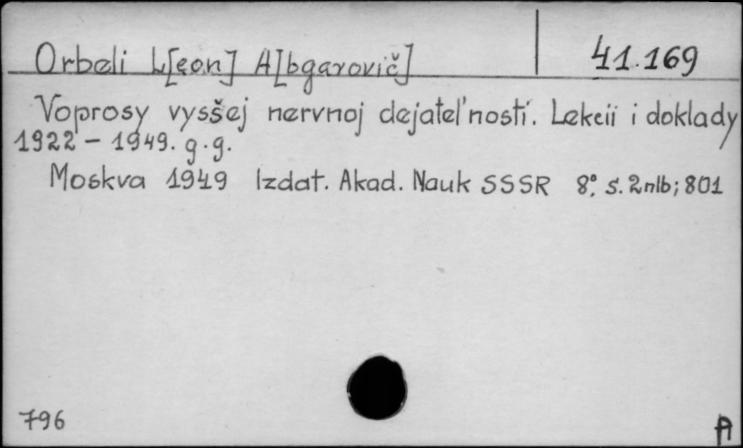 Orbeli L[eon] A[bgarovič] 41.169
Voprosy vysšej nervnoj dejatel'nosti. Lekcii i doklady
1922 - 1949. g.g.
Moskva 1949 Izdat. Akad. Nauk SSSR 8° s. 2nlb; 801
796
A